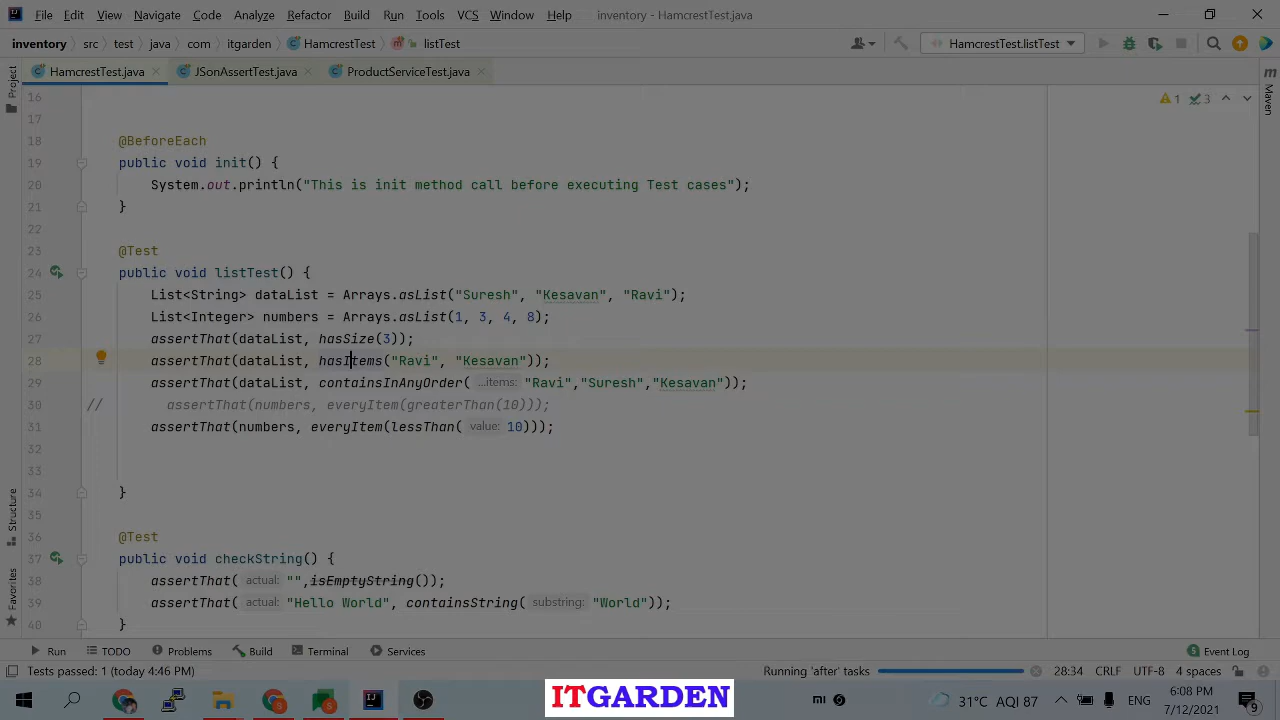 File Edit View Navigate Code Analyze Refactor Build Run Tools VCS Window Help inventory - HamcrestTest.java
inventory src test java com itgarden HamcrestTest listTest HamcrestTest.listTest
HamcrestTest.java JSonAssertTest.java ProductServiceTest.java
Project
Maven
1 3
16
17
18 @BeforeEach
19 public void init() {
20 System.out.println("This is init method call before executing Test cases");
21 }
22
23 @Test
24 public void listTest() {
25 List<String> dataList = Arrays.asList("Suresh", "Kesavan", "Ravi");
26 List<Integer> numbers = Arrays.asList(1, 3, 4, 8);
27 assertThat(dataList, hasSize(3));
28 assertThat(dataList, hasItems("Ravi", "Kesavan"));
29 assertThat(dataList, containsInAnyOrder( ...items: "Ravi","Suresh","Kesavan"));
30 // assertThat(numbers, everyItem(greaterThan(10)));
31 assertThat(numbers, everyItem(lessThan( value: 10)));
32
33
34 }
35
36 @Test
37 public void checkString() {
38 assertThat( actual: "",isEmptyString());
39 assertThat( actual: "Hello World", containsString( substring: "World"));
40 }
Structure
Favorites
Run TODO Problems Build Terminal Services Event Log
Tests passed: 1 (today 4:46 PM) Running 'after' tasks 28:34 CRLF UTF-8 4 spaces
ITGARDEN
31°C AQI 87 ENG 6:08 PM
7/12/2021
9